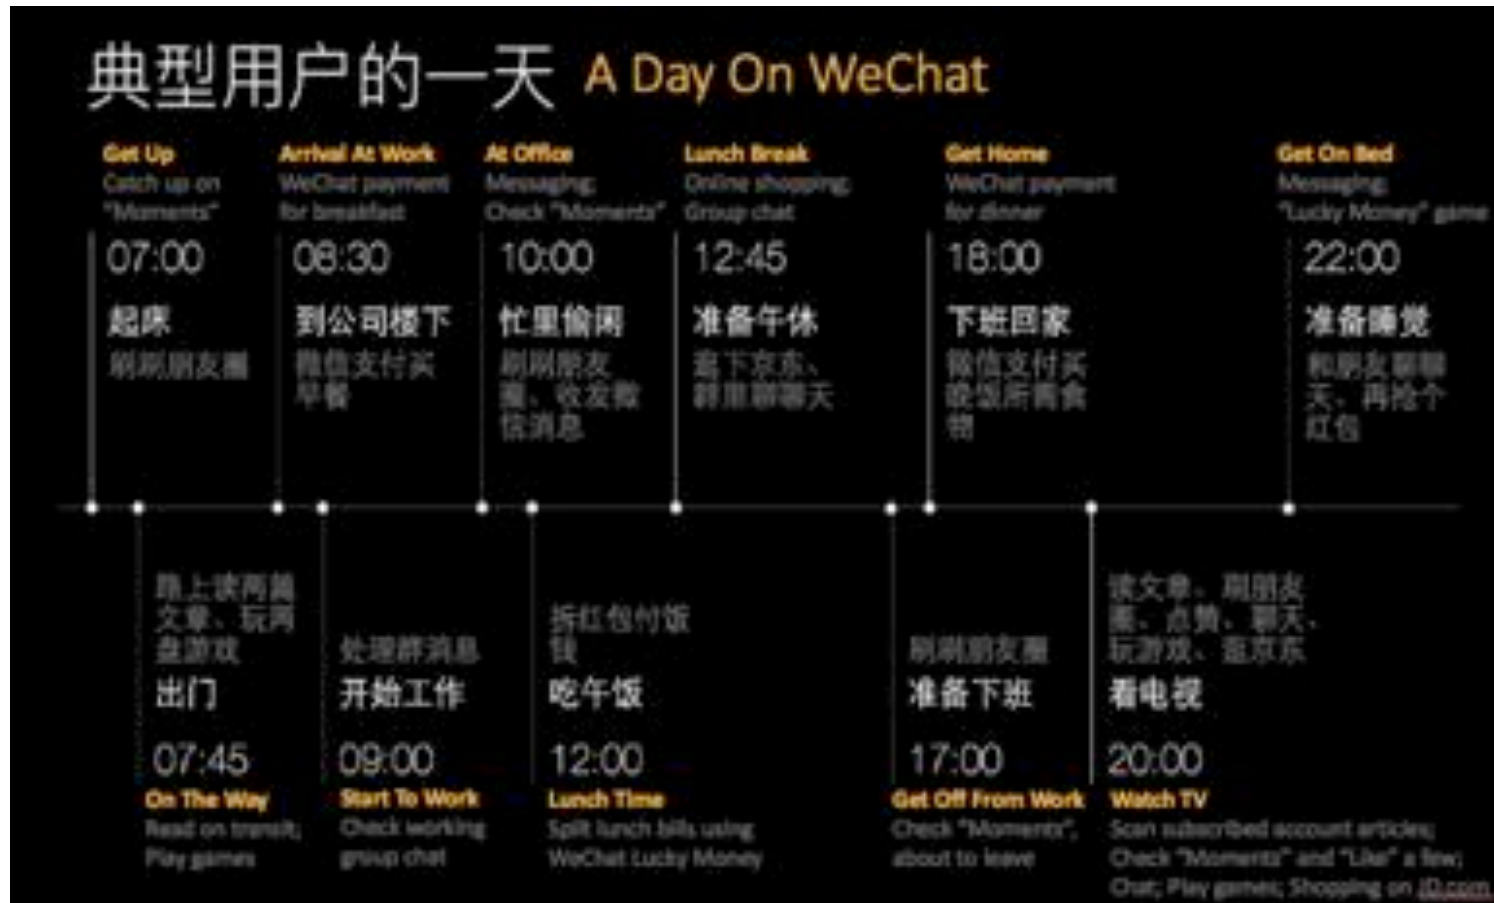 典型用户的一天 A Day On WeChat
Get Up
Catch up on
"Moments"
07:00
起床
刷刷朋友圈
Arrival At Work
WeChat payment
for breakfast
08:30
到公司楼下
微信支付买
早餐
At Office
Messaging;
Check "Moments"
10:00
忙里偷闲
刷刷朋友
圈、收发微
信消息
Lunch Break
Online shopping;
Group chat
12:45
准备午休
逛下京东、
群里聊聊天
Get Home
WeChat payment
for dinner
18:00
下班回家
微信支付买
晚饭所需食
物
Get On Bed
Messaging;
"Lucky Money" game
22:00
准备睡觉
和朋友聊聊
天、再抢个
红包
路上读两篇
文章、玩两
盘游戏
出门
07:45
On The Way
Read on transit;
Play games
处理群消息
开始工作
09:00
Start To Work
Check working
group chat
拆红包付饭
钱
吃午饭
12:00
Lunch Time
Split lunch bills using
WeChat Lucky Money
刷刷朋友圈
准备下班
17:00
Get Off From Work
Check "Moments",
about to leave
读文章、刷朋友
圈、点赞、聊天、
玩游戏、逛京东
看电视
20:00
Watch TV
Scan subscribed account articles;
Check "Moments" and "Like" a few;
Chat; Play games; Shopping on JD.com